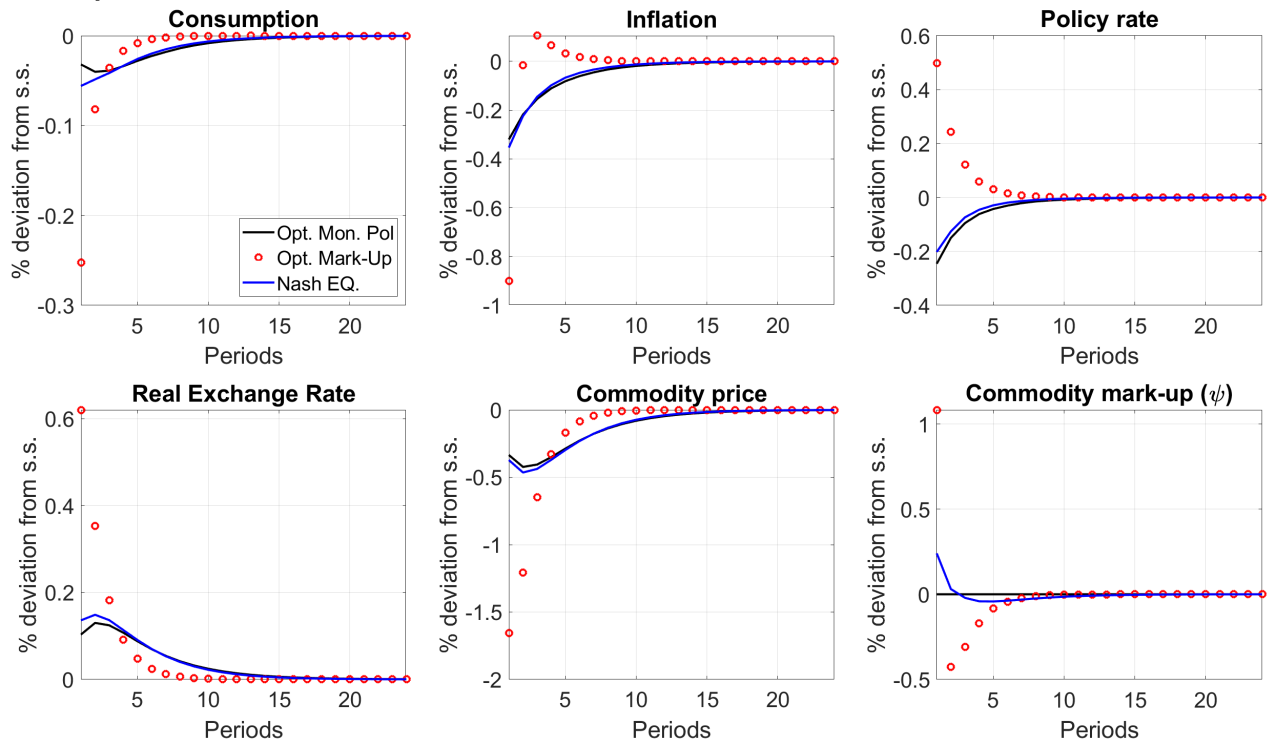 Consumption
% deviation from s.s.
0
-0.1
-0.2
-0.3
Opt. Mon. Pol
Opt. Mark-Up
Nash EQ.
5 10 15 20
Periods
Inflation
% deviation from s.s.
0
-0.2
-0.4
-0.6
-0.8
-1
5 10 15 20
Periods
Policy rate
% deviation from s.s.
0.6
0.4
0.2
0
-0.2
-0.4
5 10 15 20
Periods
Real Exchange Rate
% deviation from s.s.
0.6
0.4
0.2
0
5 10 15 20
Periods
Commodity price
% deviation from s.s.
0
-0.5
-1
-1.5
-2
5 10 15 20
Periods
Commodity mark-up (ψ)
% deviation from s.s.
1
0.5
0
-0.5
5 10 15 20
Periods